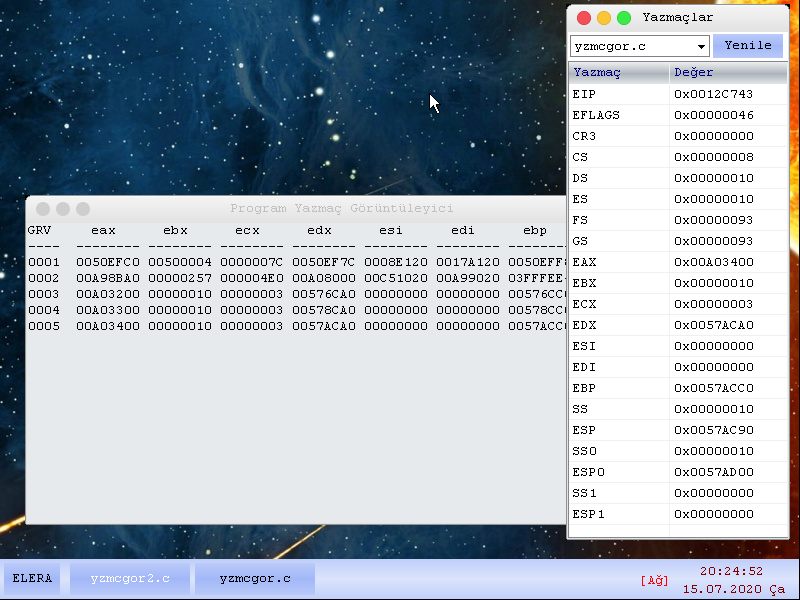 Yazmaçlar
yzmcgor.c Yenile
Yazmaç Değer
EIP 0x0012C743
EFLAGS 0x00000046
CR3 0x00000000
CS 0x00000008
DS 0x00000010
ES 0x00000010
FS 0x00000093
GS 0x00000093
EAX 0x00A03400
EBX 0x00000010
ECX 0x00000003
EDX 0x0057ACA0
ESI 0x00000000
EDI 0x00000000
EBP 0x0057ACC0
SS 0x00000010
ESP 0x0057AC90
SS0 0x00000010
ESP0 0x0057AD00
SS1 0x00000000
ESP1 0x00000000
Program Yazmaç Görüntüleyici
GRV eax ebx ecx edx esi edi ebp
---- -------- -------- -------- -------- -------- -------- -------
0001 0050EFC0 00500004 0000007C 0050EF7C 0008E120 0017A120 0050EFF
0002 00A98BA0 00000257 000004E0 00A08000 00C51020 00A99020 03FFFEE
0003 00A03200 00000010 00000003 00576CA0 00000000 00000000 00576CC
0004 00A03300 00000010 00000003 00578CA0 00000000 00000000 00578CC
0005 00A03400 00000010 00000003 0057ACA0 00000000 00000000 0057ACC
ELERA yzmcgor2.c yzmcgor.c [Ağ] 20:24:52
15.07.2020 Ça